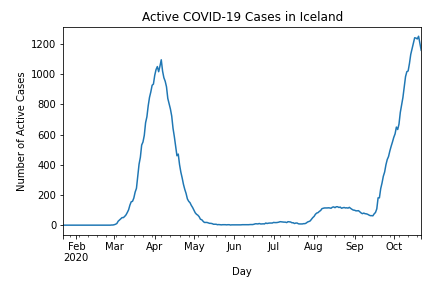 Active COVID-19 Cases in Iceland
Number of Active Cases
1200
1000
800
600
400
200
0
Feb Mar Apr May Jun Jul Aug Sep Oct
2020
Day